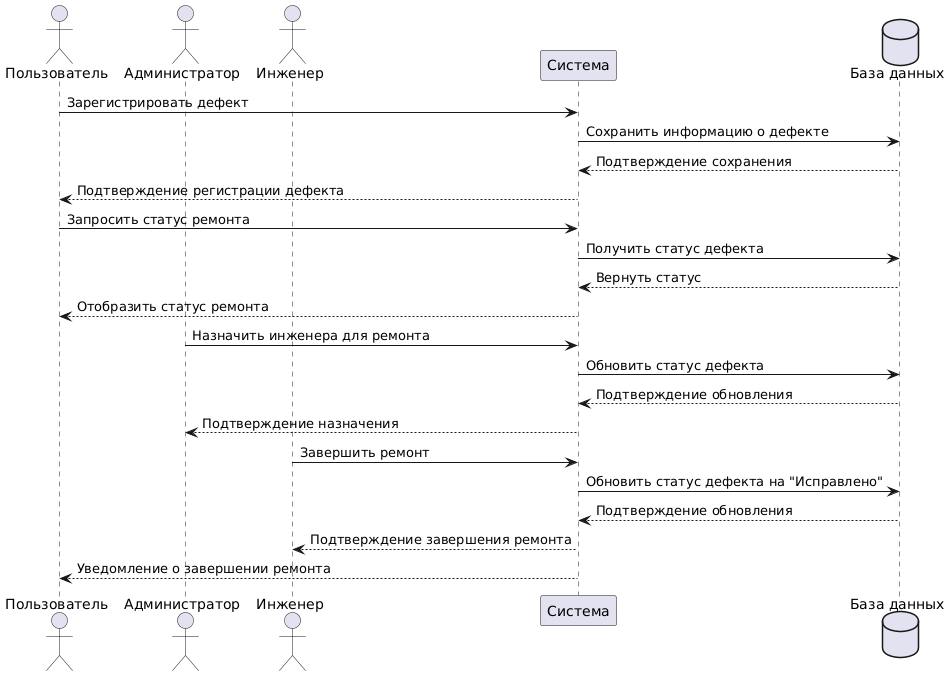 Пользователь
Администратор
Инженер
Система
База данных
Зарегистрировать дефект
Сохранить информацию о дефекте
Подтверждение сохранения
Подтверждение регистрации дефекта
Запросить статус ремонта
Получить статус дефекта
Вернуть статус
Отобразить статус ремонта
Назначить инженера для ремонта
Обновить статус дефекта
Подтверждение обновления
Подтверждение назначения
Завершить ремонт
Обновить статус дефекта на "Исправлено"
Подтверждение обновления
Подтверждение завершения ремонта
Уведомление о завершении ремонта
Пользователь
Администратор
Инженер
Система
База данных